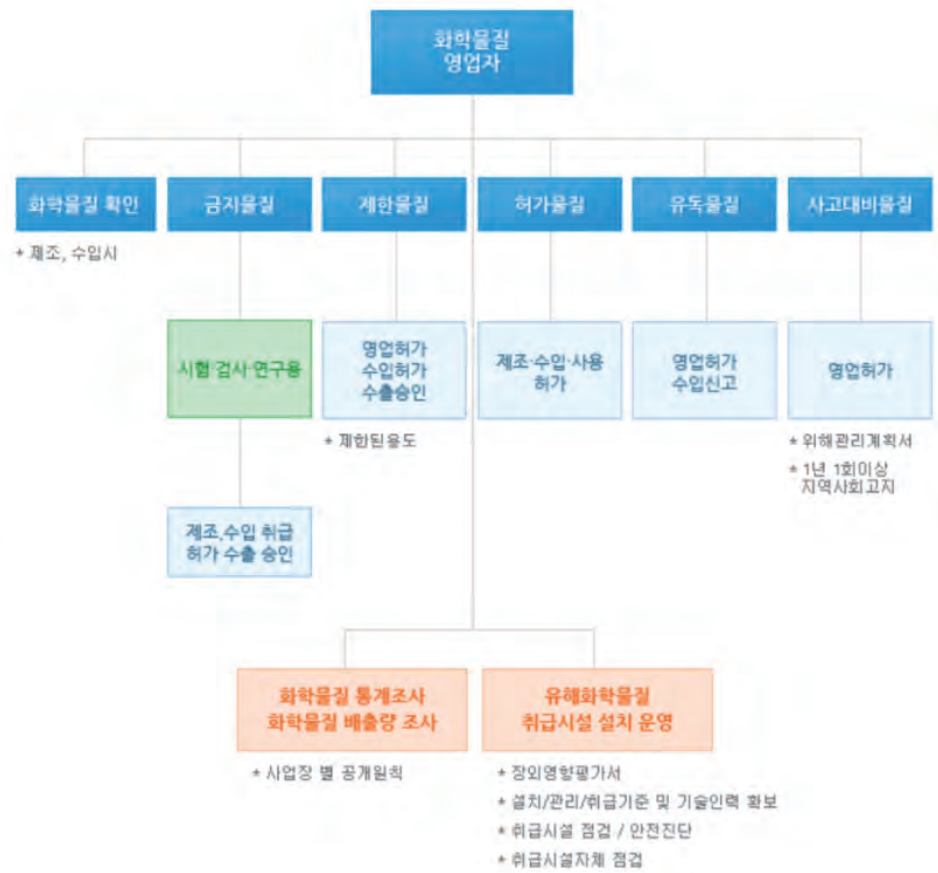 화학물질
영업자
화학물질 확인
금지물질
제한물질
허가물질
유독물질
사고대비물질
* 제조, 수입시
시험·검사·연구용
영업허가
수입허가
수출승인
제조·수입·사용
허가
영업허가
수입신고
영업허가
* 제한된용도
* 위해관리계획서
* 1년 1회이상
지역사회고지
제조,수입 취급
허가 수출 승인
화학물질 통계조사
화학물질 배출량 조사
유해화학물질
취급시설 설치 운영
* 사업장 별 공개원칙
* 장외영향평가서
* 설치/관리/취급기준 및 기술인력 확보
* 취급시설 점검 / 안전진단
* 취급시설자체 점검